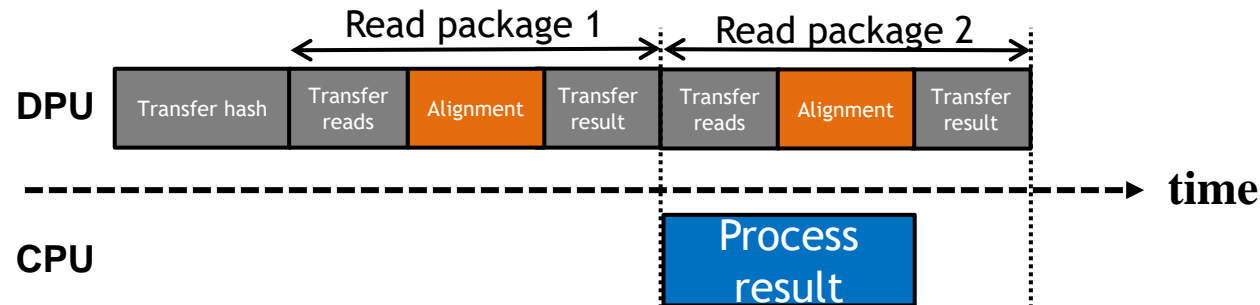 Read package 1
Read package 2
DPU
Transfer hash
Transfer
reads
Alignment
Transfer
result
Transfer
reads
Alignment
Transfer
result
time
CPU
Process
result